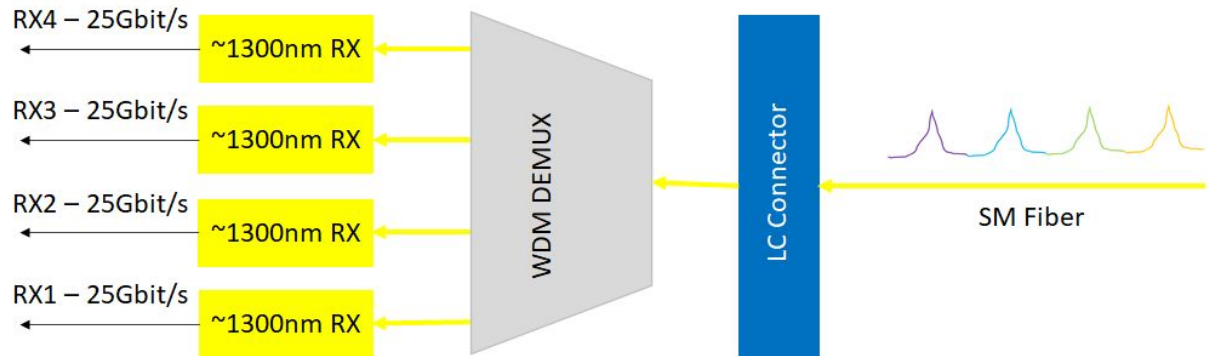 RX4 – 25Gbit/s
~1300nm RX
RX3 – 25Gbit/s
~1300nm RX
RX2 – 25Gbit/s
~1300nm RX
RX1 – 25Gbit/s
~1300nm RX
WDM DEMUX
LC Connector
SM Fiber